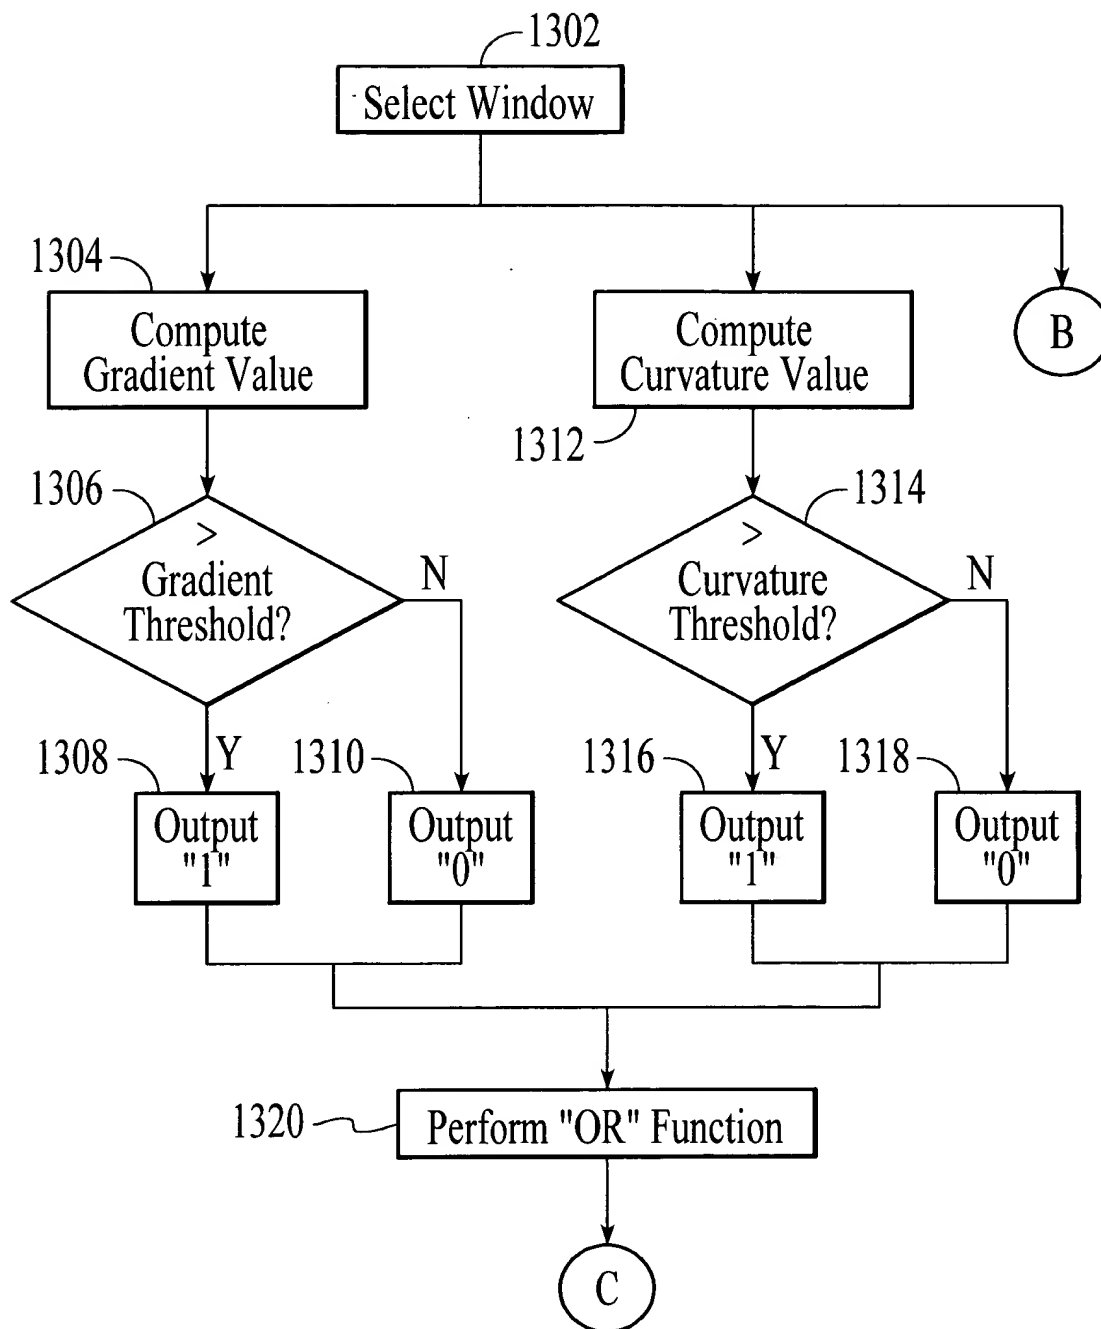 1302
Select Window
1304
Compute
Gradient Value
Compute
Curvature Value
B
1312
1306
>
Gradient
Threshold?
N
1314
>
Curvature
Threshold?
N
1308
Y
1310
1316
Y
1318
Output
"1"
Output
"0"
Output
"1"
Output
"0"
1320
Perform "OR" Function
C